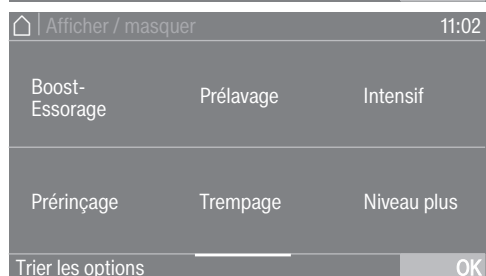 Afficher / masquer 11:02
Boost-
Essorage
Prélavage
Intensif
Prérinçage
Trempage
Niveau plus
Trier les options
OK